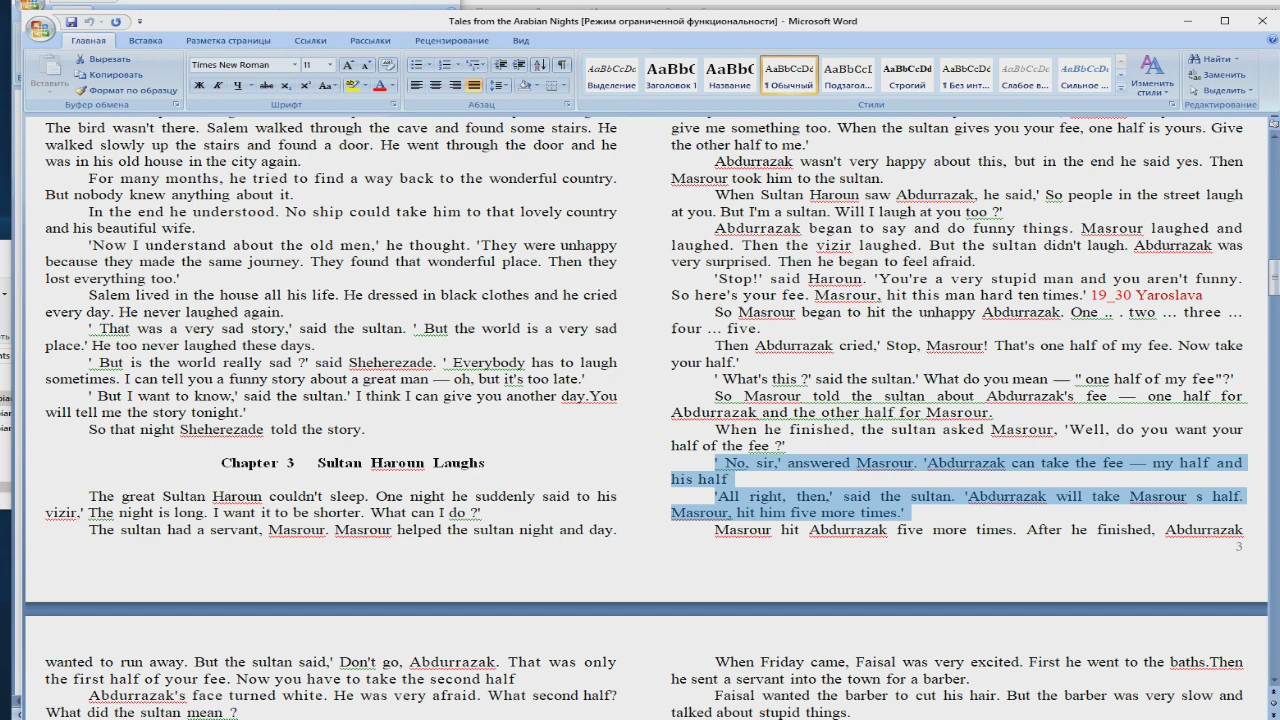 Tales from the Arabian Nights [Режим ограниченной функциональности] - Microsoft Word
Главная Вставка Разметка страницы Ссылки Рассылки Рецензирование Вид
Вставить
Вырезать
Копировать
Формат по образцу
Буфер обмена
Times New Roman 11
Ж К Ч abc x₂ x² Aa
Шрифт
Абзац
AaBbCcDc AaBbC AaBbC AaBbCcDc AaBbCcI AaBbCcDd AaBbCcDc AaBbCcDc AaBbCcDc
Выделение Заголовок 1 Название ¶ Обычный Подзагол... Строгий ¶ Без инт... Слабое в... Сильное ...
Изменить стили
Стили
Найти
Заменить
Выделить
Редактирование
The bird wasn't there. Salem walked through the cave and found some stairs. He
walked slowly up the stairs and found a door. He went through the door and he
was in his old house in the city again.
For many months, he tried to find a way back to the wonderful country.
But nobody knew anything about it.
In the end he understood. No ship could take him to that lovely country
and his beautiful wife.
'Now I understand about the old men,' he thought. 'They were unhappy
because they made the same journey. They found that wonderful place. Then they
lost everything too.'
Salem lived in the house all his life. He dressed in black clothes and he cried
every day. He never laughed again.
' That was a very sad story,' said the sultan. ' But the world is a very sad
place.' He too never laughed these days.
' But is the world really sad ?' said Sheherezade. ' Everybody has to laugh
sometimes. I can tell you a funny story about a great man — oh, but it's too late.'
' But I want to know,' said the sultan.' I think I can give you another day.You
will tell me the story tonight.'
So that night Sheherezade told the story.
Chapter 3 Sultan Haroun Laughs
The great Sultan Haroun couldn't sleep. One night he suddenly said to his
vizir,' The night is long. I want it to be shorter. What can I do ?'
The sultan had a servant, Masrour. Masrour helped the sultan night and day.
give me something too. When the sultan gives you your fee, one half is yours. Give
the other half to me.'
Abdurrazak wasn't very happy about this, but in the end he said yes. Then
Masrour took him to the sultan.
When Sultan Haroun saw Abdurrazak, he said,' So people in the street laugh
at you. But I'm a sultan. Will I laugh at you too ?'
Abdurrazak began to say and do funny things. Masrour laughed and
laughed. Then the vizir laughed. But the sultan didn't laugh. Abdurrazak was
very surprised. Then he began to feel afraid.
'Stop!' said Haroun. 'You're a very stupid man and you aren't funny.
So here's your fee. Masrour, hit this man hard ten times.' 19_30 Yaroslava
So Masrour began to hit the unhappy Abdurrazak. One .. . two ... three ...
four ... five.
Then Abdurrazak cried,' Stop, Masrour! That's one half of my fee. Now take
your half.'
' What's this ?' said the sultan.' What do you mean — " one half of my fee"?'
So Masrour told the sultan about Abdurrazak's fee — one half for
Abdurrazak and the other half for Masrour.
When he finished, the sultan asked Masrour, 'Well, do you want your
half of the fee ?'
' No, sir,' answered Masrour. 'Abdurrazak can take the fee — my half and
his half
'All right, then,' said the sultan. 'Abdurrazak will take Masrour s half.
Masrour, hit him five more times.'
Masrour hit Abdurrazak five more times. After he finished, Abdurrazak
3
wanted to run away. But the sultan said,' Don't go, Abdurrazak. That was only
the first half of your fee. Now you have to take the second half
Abdurrazak's face turned white. He was very afraid. What second half?
What did the sultan mean ?
When Friday came, Faisal was very excited. First he went to the baths.Then
he sent a servant into the town for a barber.
Faisal wanted the barber to cut his hair. But the barber was very slow and
talked about stupid things.